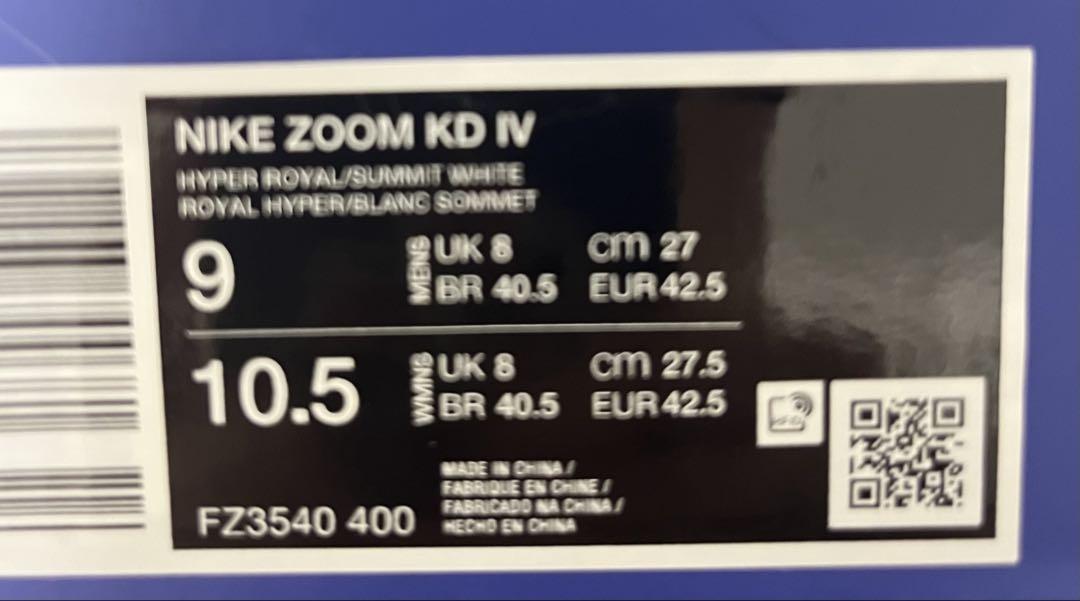 NIKE ZOOM KD IV
HYPER ROYAL/SUMMIT WHITE
ROYAL HYPER/BLANC SOMMET
9 MENS UK 8 cm 27
BR 40.5 EUR 42.5
10.5 WMNS UK 8 cm 27.5
BR 40.5 EUR 42.5
MADE IN CHINA /
FABRIQUE EN CHINE /
FABRICADO NA CHINA /
HECHO EN CHINA
FZ3540 400